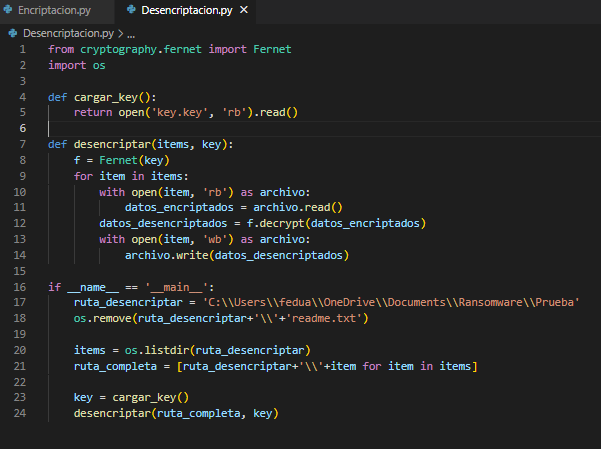 Encriptacion.py Desencriptacion.py ×
Desencriptacion.py > ...
1 from cryptography.fernet import Fernet
2 import os
3
4 def cargar_key():
5     return open('key.key', 'rb').read()
6
7 def desencriptar(items, key):
8     f = Fernet(key)
9     for item in items:
10         with open(item, 'rb') as archivo:
11             datos_encriptados = archivo.read()
12         datos_desencriptados = f.decrypt(datos_encriptados)
13         with open(item, 'wb') as archivo:
14             archivo.write(datos_desencriptados)
15
16 if __name__ == '__main__':
17     ruta_desencriptar = 'C:\\Users\\fedua\\OneDrive\\Documents\\Ransomware\\Prueba'
18     os.remove(ruta_desencriptar+'\\'+'readme.txt')
19
20     items = os.listdir(ruta_desencriptar)
21     ruta_completa = [ruta_desencriptar+'\\'+item for item in items]
22
23     key = cargar_key()
24     desencriptar(ruta_completa, key)